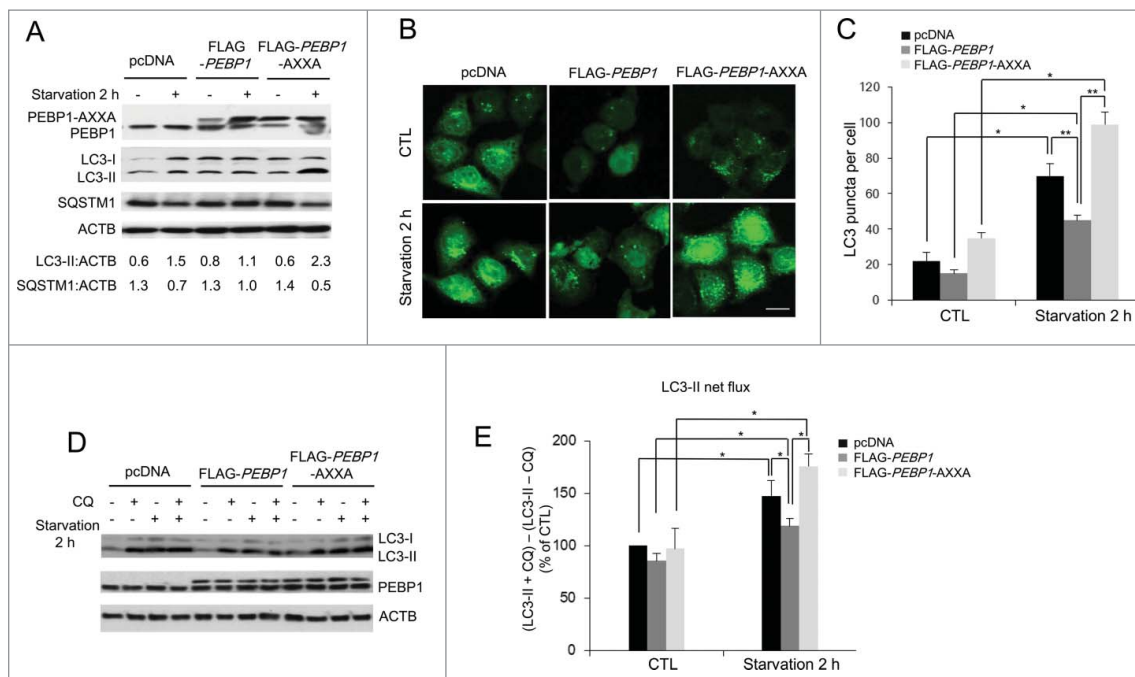 A
pcDNA
FLAG
-PEBP1
FLAG-PEBP1
-AXXA
Starvation 2 h - + - + - +
PEBP1-AXXA
PEBP1
LC3-I
LC3-II
SQSTM1
ACTB
LC3-II:ACTB 0.6 1.5 0.8 1.1 0.6 2.3
SQSTM1:ACTB 1.3 0.7 1.3 1.0 1.4 0.5
B
pcDNA FLAG-PEBP1 FLAG-PEBP1-AXXA
CTL
Starvation 2 h
C
pcDNA
FLAG-PEBP1
FLAG-PEBP1-AXXA
LC3 puncta per cell
120
100
80
60
40
20
0
*
*
*
**
**
CTL Starvation 2 h
D
pcDNA FLAG-PEBP1 FLAG-PEBP1
-AXXA
CQ - + - + - + - + - + - +
Starvation - - + + - - + + - - + +
2 h
LC3-I
LC3-II
PEBP1
ACTB
E
LC3-II net flux
pcDNA
FLAG-PEBP1
FLAG-PEBP1-AXXA
(LC3-II + CQ) – (LC3-II – CQ)
(% of CTL)
200
150
100
50
0
*
*
*
*
*
CTL Starvation 2 h